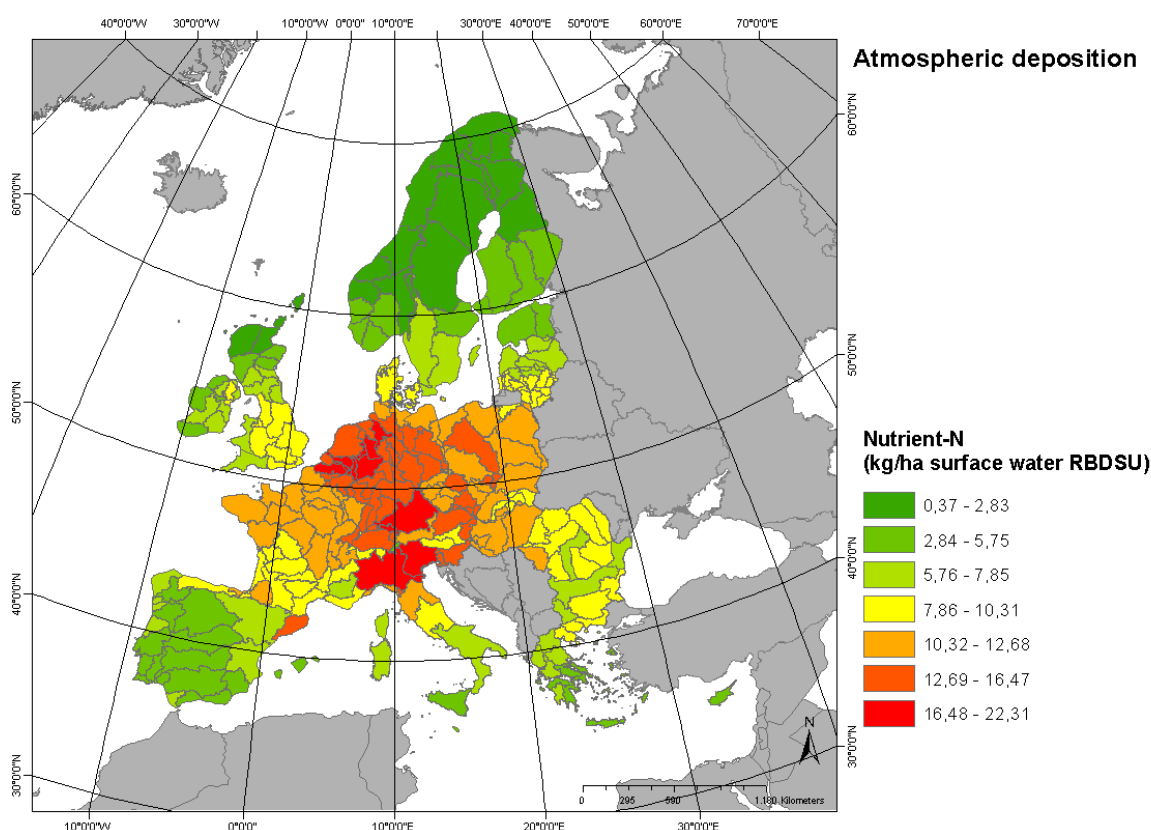 40°0'0"W 30°0'0"W 10°0'0"W 0°0'0" 10°0'0"E 30°0'0"E 40°0'0"E 50°0'0"E 60°0'0"E 70°0'0"E
Atmospheric deposition
60°0'0"N
60°0'0"N
50°0'0"N
50°0'0"N
40°0'0"N
40°0'0"N
30°0'0"N
30°0'0"N
Nutrient-N
(kg/ha surface water RBDSU)
0,37 - 2,83
2,84 - 5,75
5,76 - 7,85
7,86 - 10,31
10,32 - 12,68
12,69 - 16,47
16,48 - 22,31
N
0 295 590 1.180 Kilometers
10°0'0"W 0°0'0" 10°0'0"E 20°0'0"E 30°0'0"E